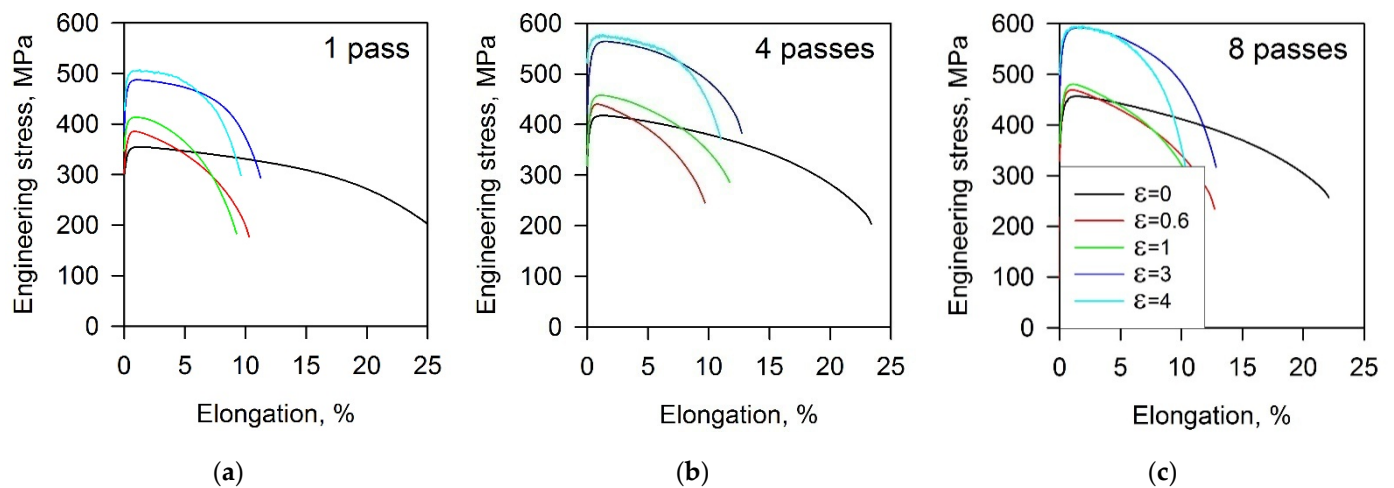 1 pass
Engineering stress, MPa
600
500
400
300
200
100
0
0 5 10 15 20 25
Elongation, %
(a)
4 passes
Engineering stress, MPa
600
500
400
300
200
100
0
0 5 10 15 20 25
Elongation, %
(b)
8 passes
Engineering stress, MPa
600
500
400
300
200
100
0
ε=0
ε=0.6
ε=1
ε=3
ε=4
0 5 10 15 20 25
Elongation, %
(c)